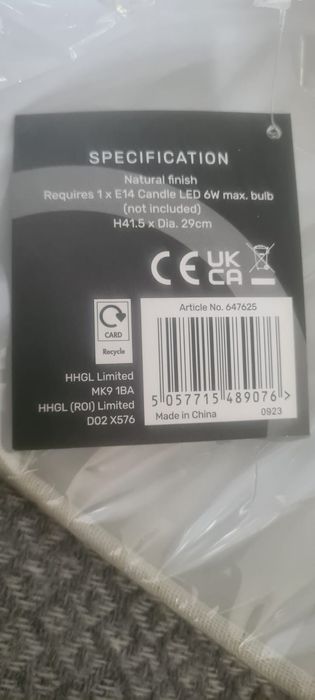 SPECIFICATION
Natural finish
Requires 1 x E14 Candle LED 6W max. bulb
(not included)
H41.5 x Dia. 29cm
CE UK
CA
CARD
Recycle
Article No. 647625
5 057715 489076 >
Made in China 0923
HHGL Limited
MK9 1BA
HHGL (ROI) Limited
D02 X576